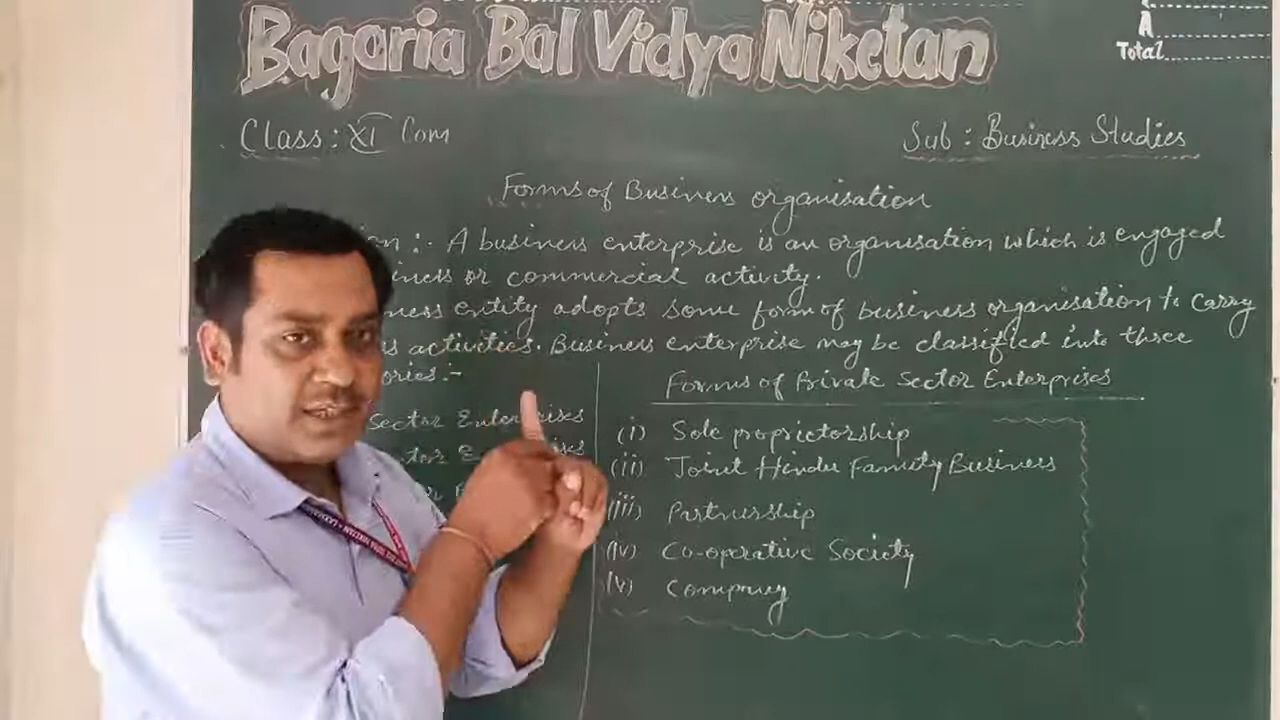 A
Total
Bagaria Bal Vidya Niketan
Class : XI Com
Sub : Business Studies
Forms of Business organisation
:- A business enterprise is an organisation which is engaged
or commercial activity.
entity adopts some form of business organisation to carry
activities. Business enterprise may be classified into three
:-
Forms of Private Sector Enterprises
Sector Enterprises
(i) Sole proprietorship
(ii) Joint Hindu Family Business
(iii) Partnership
(iv) Co-operative Society
(v) Company